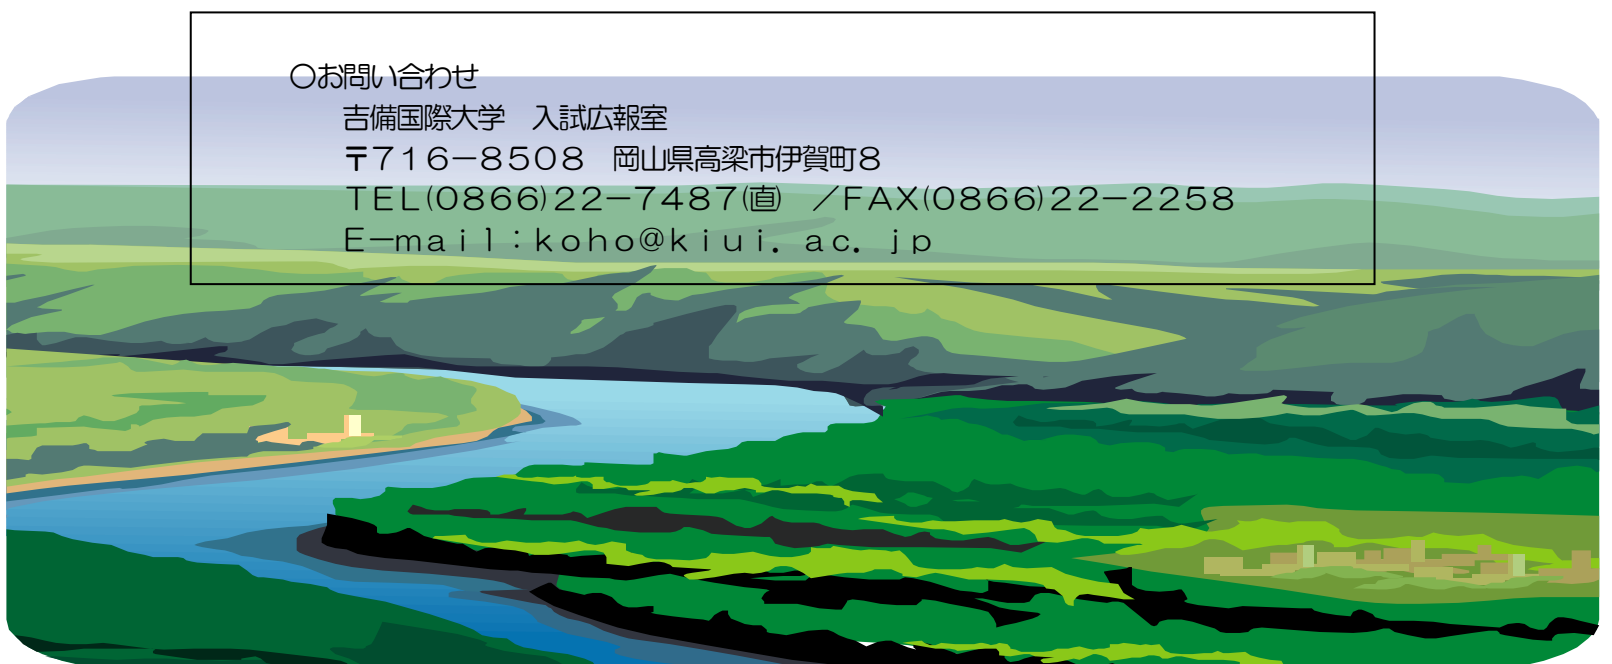 ○お問い合わせ
吉備国際大学　入試広報室
〒７１６－８５０８　岡山県高梁市伊賀町８
ＴＥＬ(０８６６)２２－７４８７(直)　／ＦＡＸ(０８６６)２２－２２５８
Ｅ－ｍａｉｌ：ｋｏｈｏ＠ｋｉｕｉ．ａｃ．ｊｐ